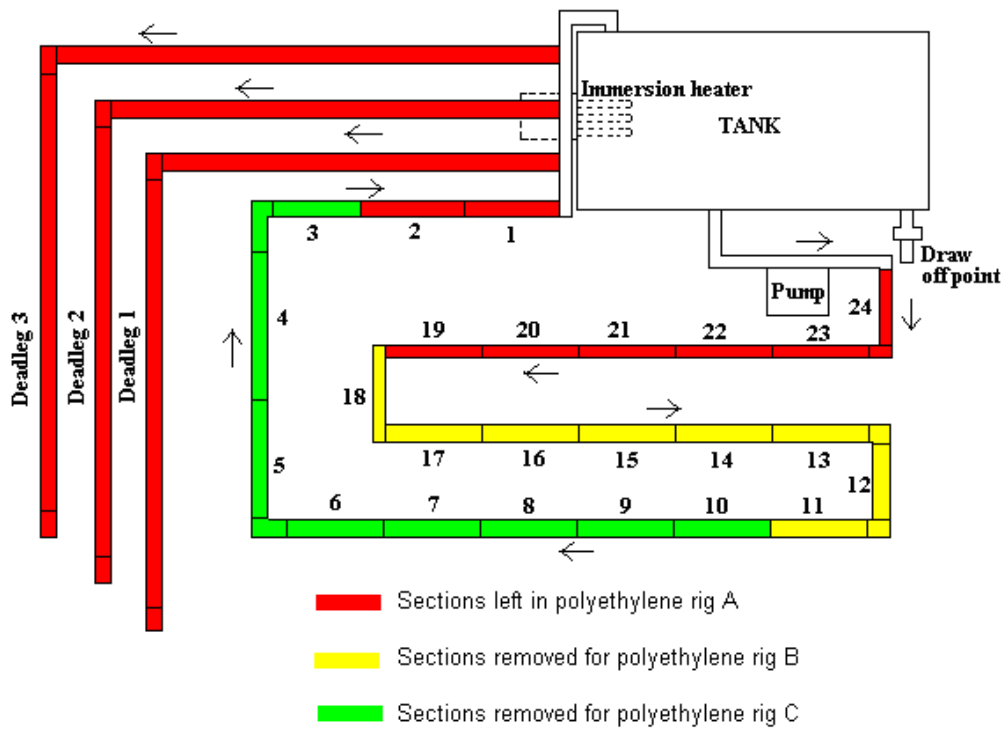 Immersion heater
TANK
3
2
1
Draw
off point
Pump
24
Deadleg 3
Deadleg 2
Deadleg 1
4
19
20
21
22
23
18
17
16
15
14
13
12
5
6
7
8
9
10
11
Sections left in polyethylene rig A
Sections removed for polyethylene rig B
Sections removed for polyethylene rig C